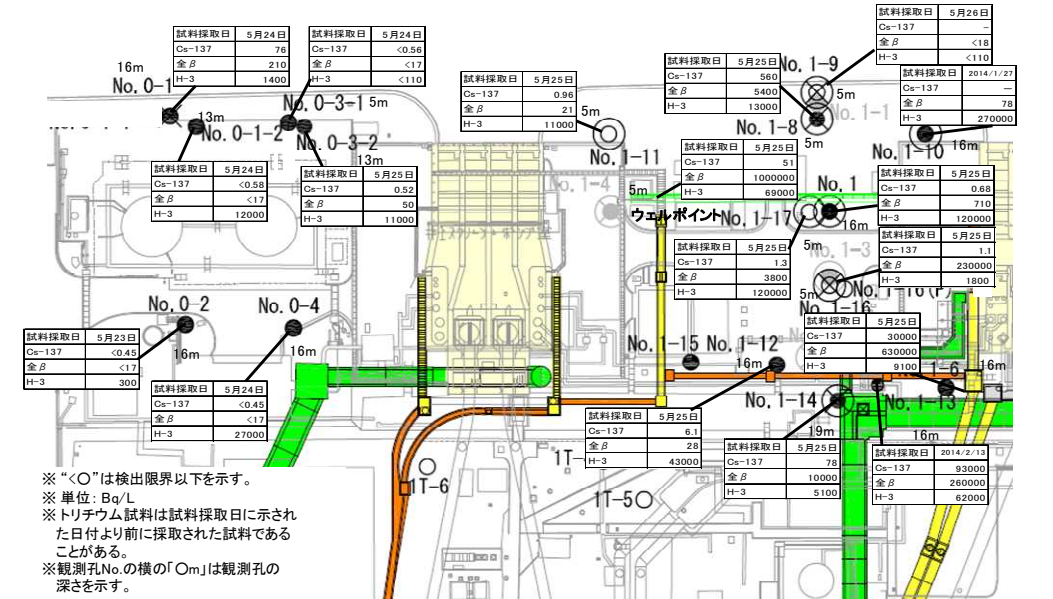 試料採取日 5月26日
Cs-137 －
全β <18
H-3 <110
試料採取日 5月24日
Cs-137 76
全β 210
H-3 1400
試料採取日 5月24日
Cs-137 <0.56
全β <17
H-3 <110
試料採取日 5月25日
Cs-137 560
全β 5400
H-3 13000
No. 1-9
16m
No. 0-1
試料採取日 5月25日
Cs-137 0.96
全β 21
H-3 11000
試料採取日 2014/1/27
Cs-137 －
全β 78
H-3 270000
5m
No. 0-3-1 5m
5m
No. 1-1
13m
No. 0-1-2
No. 0-3-2
13m
No. 1-8
5m
No. 1-11
No. 1-10
16m
試料採取日 5月24日
Cs-137 <0.58
全β <17
H-3 12000
試料採取日 5月25日
Cs-137 0.52
全β 50
H-3 11000
試料採取日 5月25日
Cs-137 51
全β 1000000
H-3 69000
No. 1-4
5m
ウェルポイント
No. 1
16m
No. 1-17
5m
試料採取日 5月25日
Cs-137 0.68
全β 710
H-3 120000
試料採取日 5月25日
Cs-137 1.3
全β 3800
H-3 120000
No. 1-3
試料採取日 5月25日
Cs-137 1.1
全β 230000
H-3 1800
5m
No. 1-16(P)
No. 1-16
No. 0-2
16m
No. 0-4
16m
試料採取日 5月23日
Cs-137 <0.45
全β <17
H-3 300
試料採取日 5月24日
Cs-137 <0.45
全β <17
H-3 27000
試料採取日 5月25日
Cs-137 30000
全β 630000
H-3 9100
No. 1-15
No. 1-12
16m
1-6
16m
No. 1-14
19m
No. 1-13
16m
試料採取日 5月25日
Cs-137 6.1
全β 28
H-3 43000
試料採取日 5月25日
Cs-137 78
全β 10000
H-3 5100
試料採取日 2014/2/13
Cs-137 93000
全β 260000
H-3 62000
1T-6
1T-
1T-5
※ “<○”は検出限界以下を示す。
※ 単位： Bq/L
※ トリチウム試料は試料採取日に示され
た日付より前に採取された試料である
ことがある。
※観測孔No.の横の「○m」は観測孔の
深さを示す。